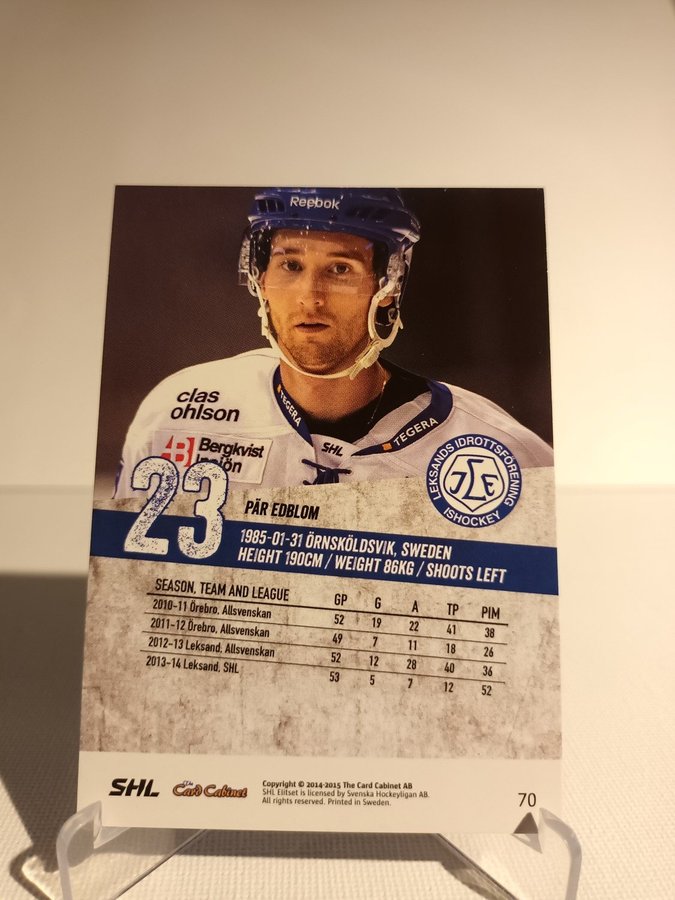 Reebok
clas
ohlson
TEGERA
SHL
TEGERA
Bergkvist
LEKSANDS IDROTTSFÖRENING
ISHOCKEY
23
PÄR EDBLOM
1985-01-31 ÖRNSKÖLDSVIK, SWEDEN
HEIGHT 190CM / WEIGHT 86KG / SHOOTS LEFT
SEASON, TEAM AND LEAGUE GP G A TP PIM
2010-11 Örebro, Allsvenskan 52 19 22 41 38
2011-12 Örebro, Allsvenskan 49 7 11 18 26
2012-13 Leksand, Allsvenskan 52 12 28 40 36
2013-14 Leksand, SHL 53 5 7 12 52
SHL
The
Card Cabinet
Copyright © 2014-2015 The Card Cabinet AB
SHL Elitset is licensed by Svenska Hockeyligan AB.
All rights reserved. Printed in Sweden.
70